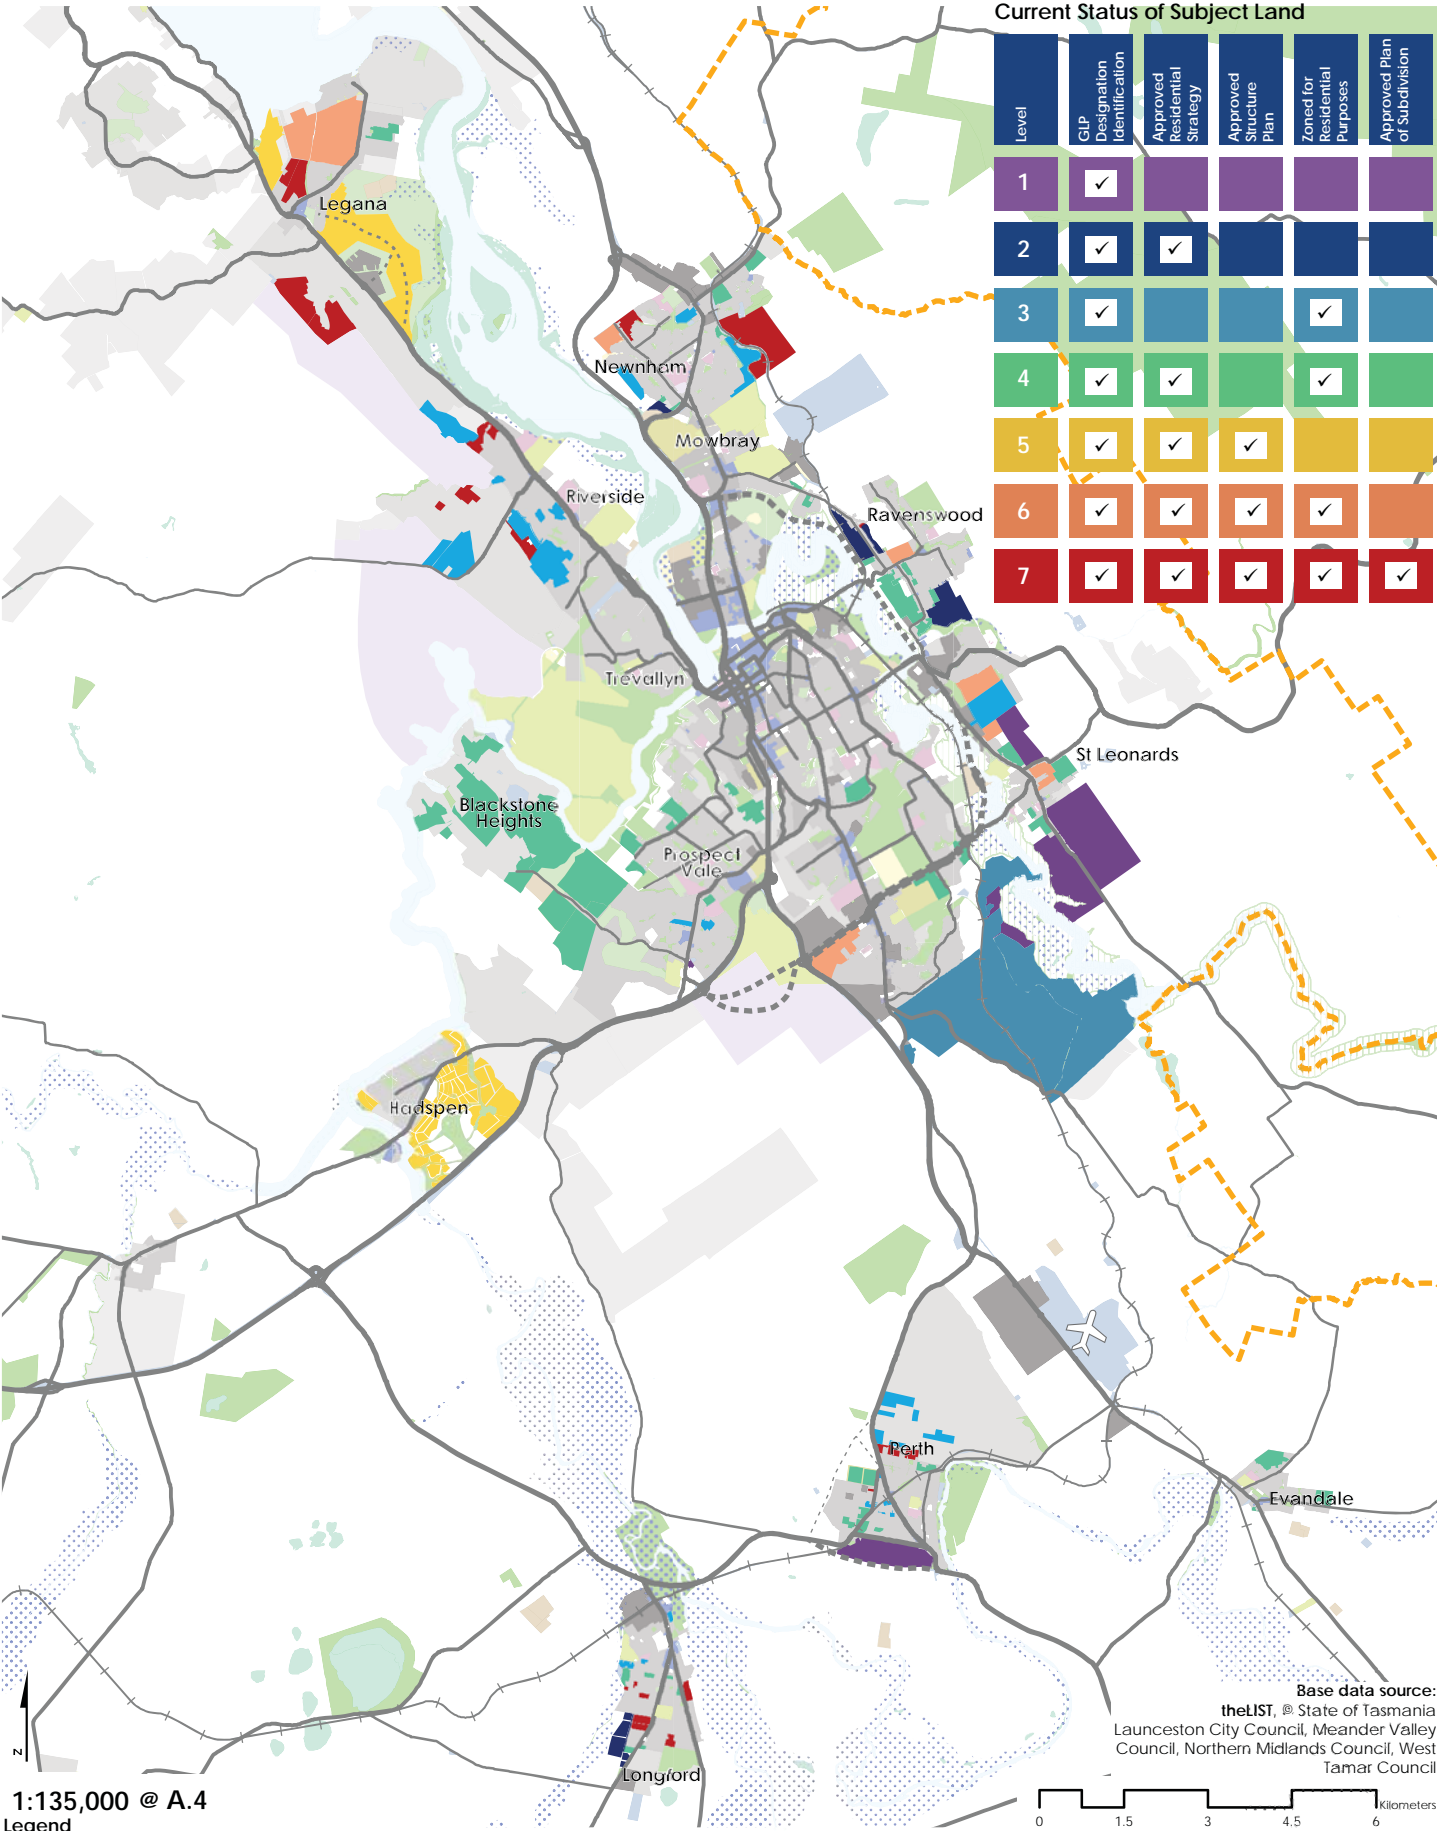 Current Status of Subject Land
Level
GLP
Designation
Identification
Approved
Residential
Strategy
Approved
Structure
Plan
Zoned for
Residential
Purposes
Approved Plan
of Subdivision
1 ✓
2 ✓ ✓
3 ✓ ✓
4 ✓ ✓ ✓
5 ✓ ✓ ✓
6 ✓ ✓ ✓ ✓
7 ✓ ✓ ✓ ✓ ✓
Legana
Newnham
Mowbray
Riverside
Ravenswood
Trevallyn
St Leonards
Blackstone
Heights
Prospect
Vale
Hadspen
Perth
Evandale
Longford
N
1:135,000 @ A.4
Legend
Base data source:
theLIST, © State of Tasmania
Launceston City Council, Meander Valley
Council, Northern Midlands Council, West
Tamar Council
Kilometers
0 1.5 3 4.5 6